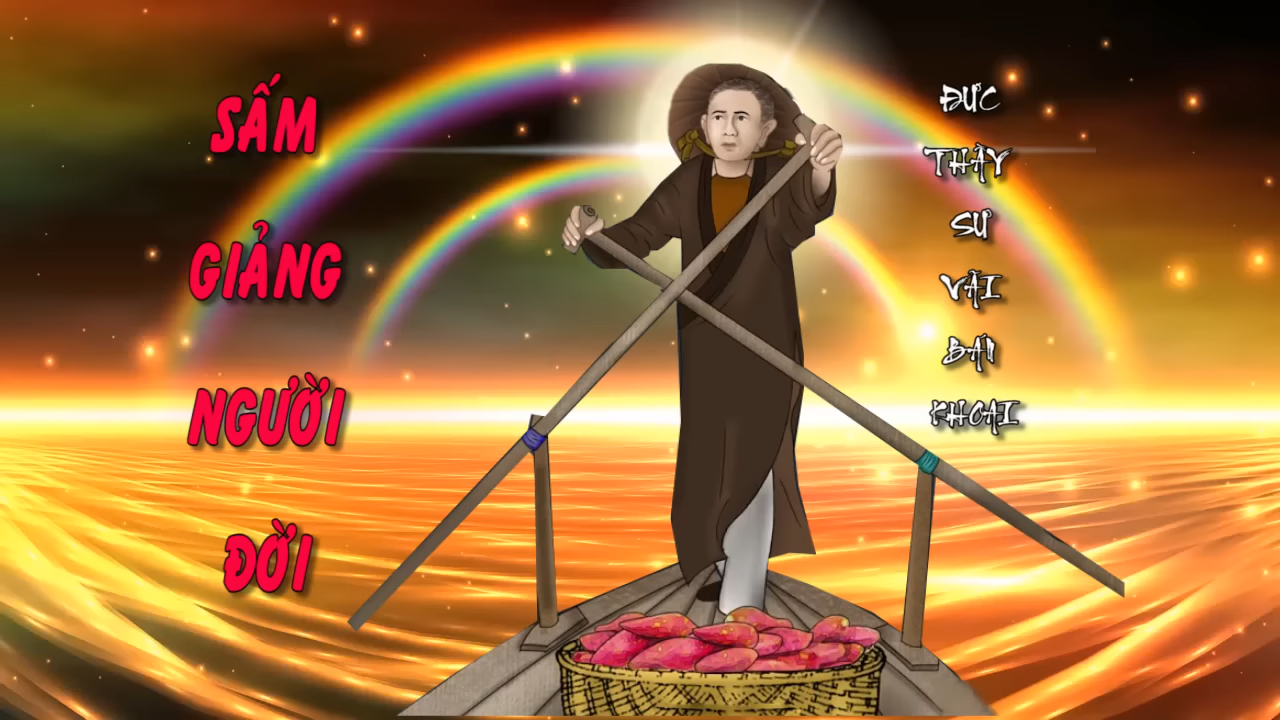 SẤM
GIẢNG
NGƯỜI
ĐỜI
ĐỨC
THẦY
SƯ
VÃI
BÁN
KHOAI